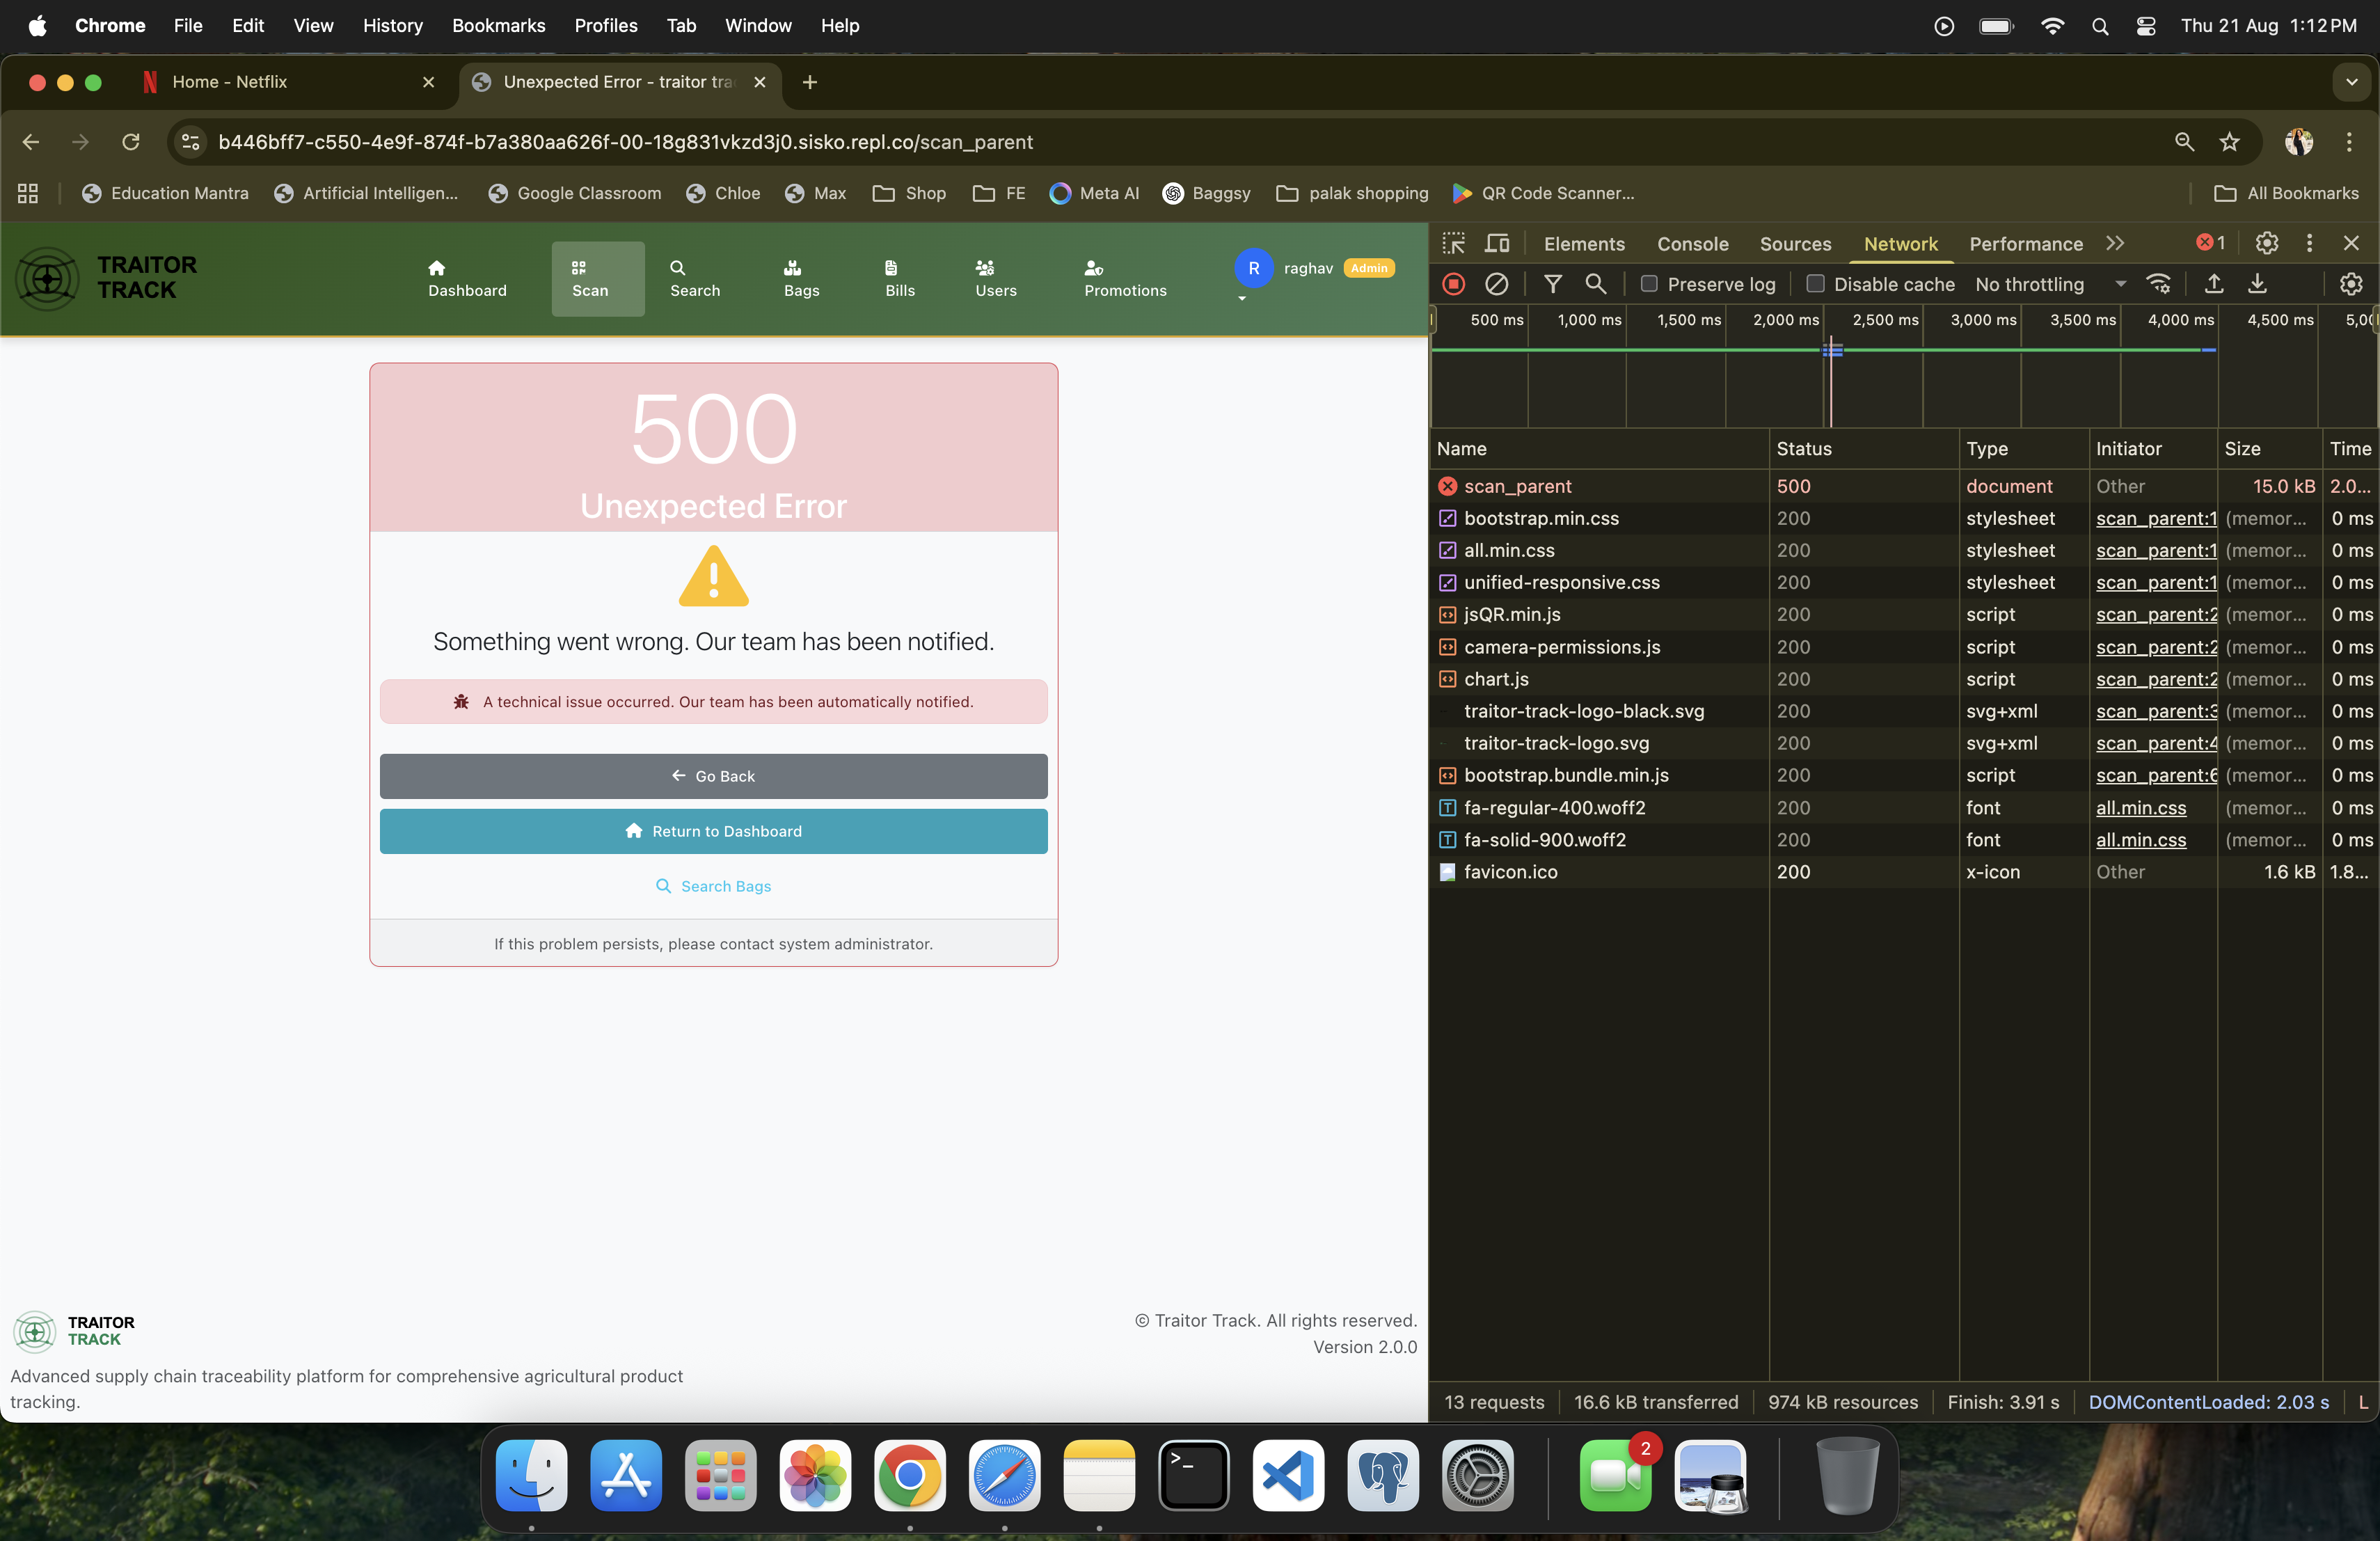 Chrome File Edit View History Bookmarks Profiles Tab Window Help Thu 21 Aug 1:12 PM
Home - Netflix
Unexpected Error - traitor tra
b446bff7-c550-4e9f-874f-b7a380aa626f-00-18g831vkzd3j0.sisko.repl.co/scan_parent
Education Mantra Artificial Intelligen... Google Classroom Chloe Max Shop FE Meta AI Baggsy palak shopping QR Code Scanner... All Bookmarks
TRAITOR
TRACK
Dashboard Scan Search Bags Bills Users Promotions R raghav Admin
500
Unexpected Error
Something went wrong. Our team has been notified.
A technical issue occurred. Our team has been automatically notified.
Go Back
Return to Dashboard
Search Bags
If this problem persists, please contact system administrator.
TRAITOR
TRACK
Advanced supply chain traceability platform for comprehensive agricultural product
tracking.
© Traitor Track. All rights reserved.
Version 2.0.0
Elements Console Sources Network Performance 1
Preserve log Disable cache No throttling
500 ms 1,000 ms 1,500 ms 2,000 ms 2,500 ms 3,000 ms 3,500 ms 4,000 ms 4,500 ms 5,00
Name Status Type Initiator Size Time
scan_parent 500 document Other 15.0 kB 2.0...
bootstrap.min.css 200 stylesheet scan_parent:1 (memor... 0 ms
all.min.css 200 stylesheet scan_parent:1 (memor... 0 ms
unified-responsive.css 200 stylesheet scan_parent:1 (memor... 0 ms
jsQR.min.js 200 script scan_parent:2 (memor... 0 ms
camera-permissions.js 200 script scan_parent:2 (memor... 0 ms
chart.js 200 script scan_parent:2 (memor... 0 ms
traitor-track-logo-black.svg 200 svg+xml scan_parent:3 (memor... 0 ms
traitor-track-logo.svg 200 svg+xml scan_parent:4 (memor... 0 ms
bootstrap.bundle.min.js 200 script scan_parent:6 (memor... 0 ms
fa-regular-400.woff2 200 font all.min.css (memor... 0 ms
fa-solid-900.woff2 200 font all.min.css (memor... 0 ms
favicon.ico 200 x-icon Other 1.6 kB 1.8...
13 requests 16.6 kB transferred 974 kB resources Finish: 3.91 s DOMContentLoaded: 2.03 s L
2